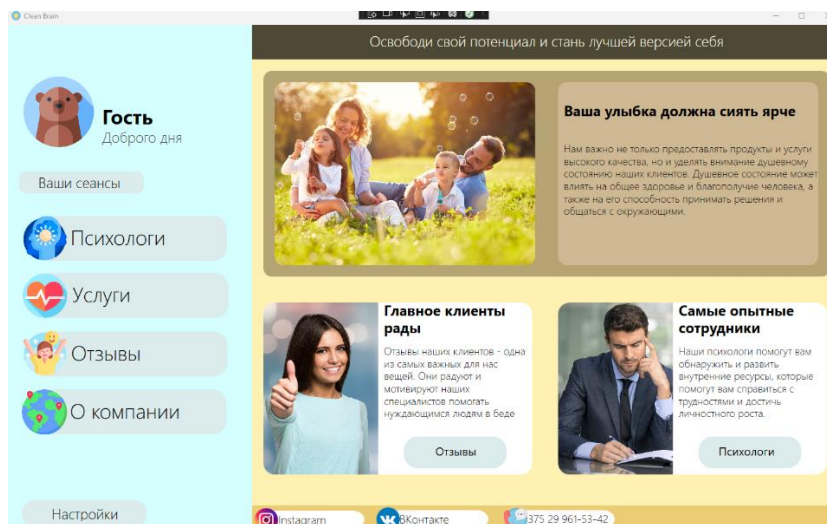 Clean Brain
Освободи свой потенциал и стань лучшей версией себя
Гость
Доброго дня
Ваши сеансы
Психологи
Услуги
Отзывы
О компании
Настройки
Ваша улыбка должна сиять ярче
Нам важно не только предоставлять продукты и услуги
высокого качества, но и уделять внимание душевному
состоянию наших клиентов. Душевное состояние может
влиять на общее здоровье и благополучие человека, а
также на его способность принимать решения и
общаться с окружающими.
Главное клиенты
рады
Отзывы наших клиентов - одна
из самых важных для нас
вещей. Они радуют и
мотивируют наших
специалистов помогать
нуждающимся людям в беде
Отзывы
Самые опытные
сотрудники
Наши психологи помогут вам
обнаружить и развить
внутренние ресурсы, которые
помогут вам справиться с
трудностями и достичь
личностного роста.
Психологи
Instagram
ВКонтакте
375 29 961-53-42